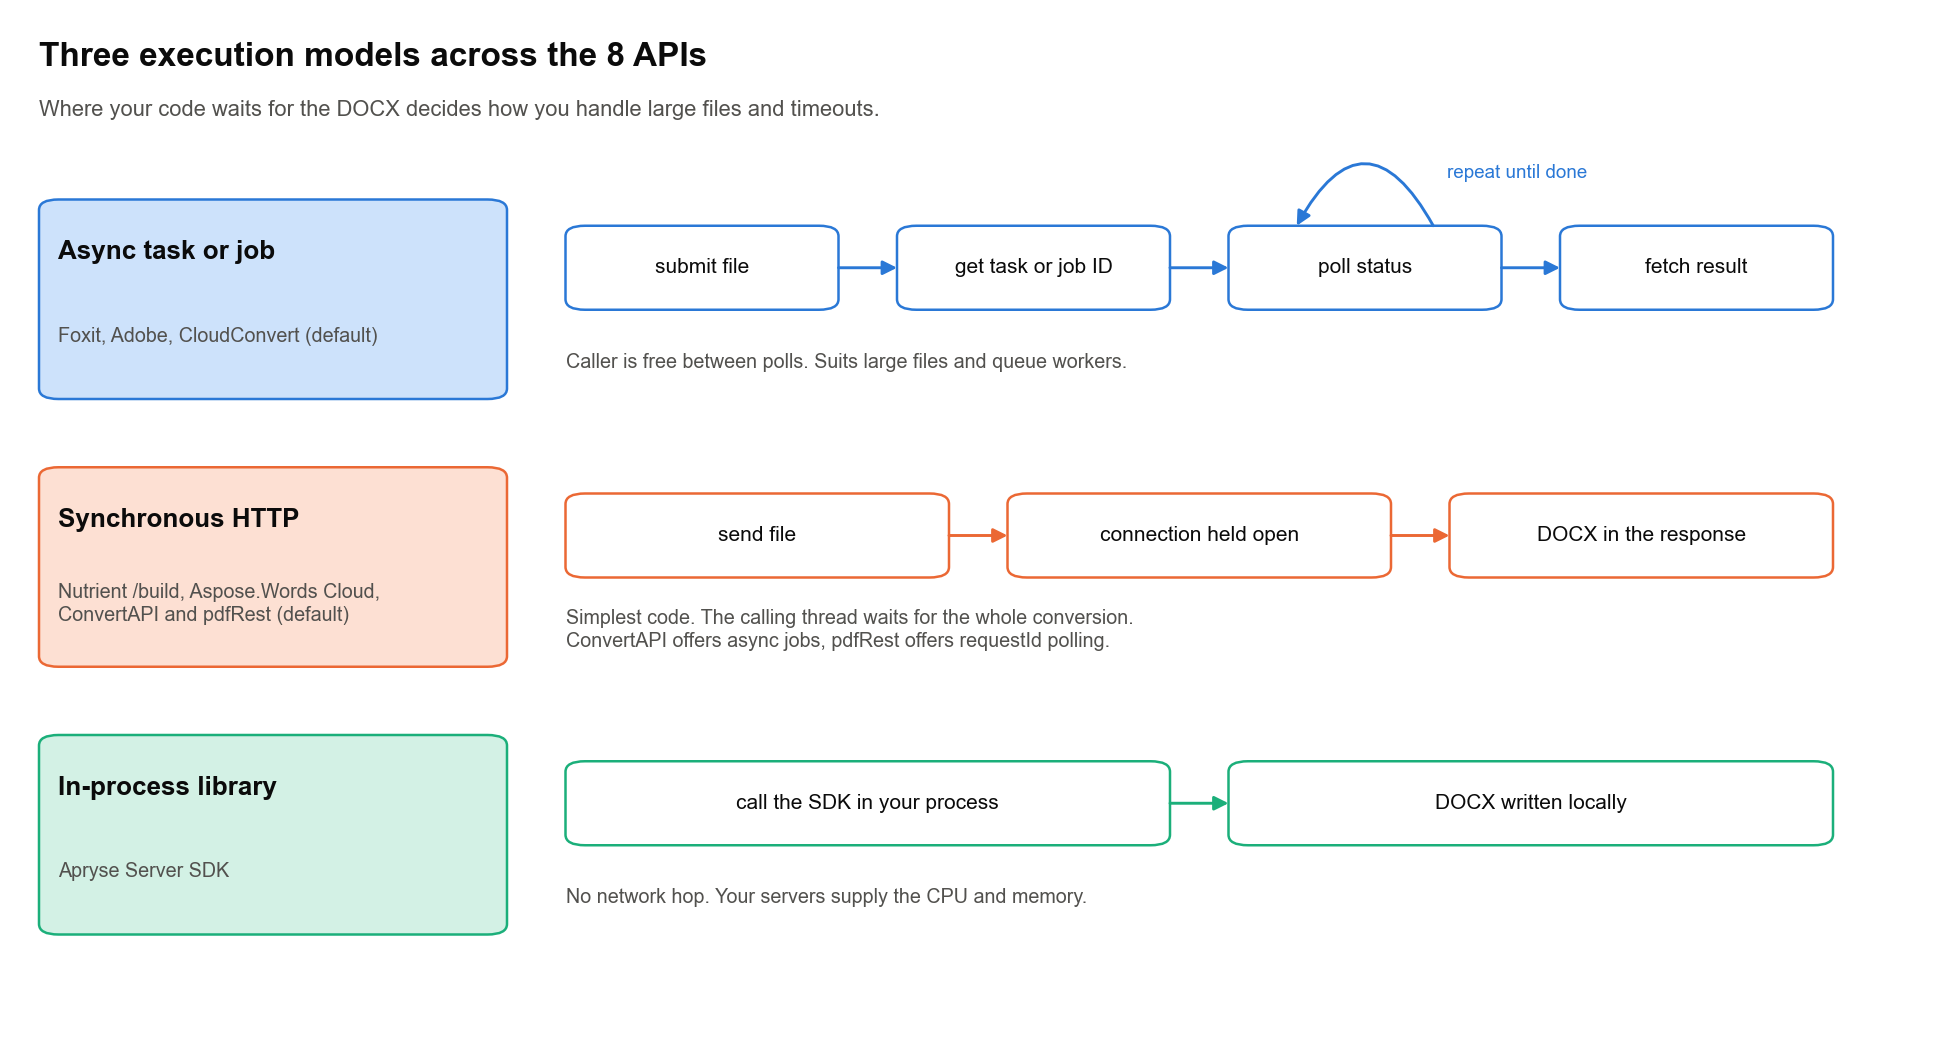 Three execution models across the 8 APIs
Where your code waits for the DOCX decides how you handle large files and timeouts.
repeat until done
Async task or job
Foxit, Adobe, CloudConvert (default)
submit file
get task or job ID
poll status
fetch result
Caller is free between polls. Suits large files and queue workers.
Synchronous HTTP
Nutrient /build, Aspose.Words Cloud,
ConvertAPI and pdfRest (default)
send file
connection held open
DOCX in the response
Simplest code. The calling thread waits for the whole conversion.
ConvertAPI offers async jobs, pdfRest offers requestId polling.
In-process library
Apryse Server SDK
call the SDK in your process
DOCX written locally
No network hop. Your servers supply the CPU and memory.